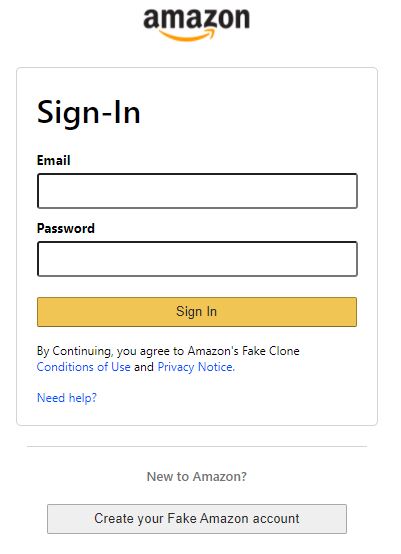 amazon
Sign-In
Email
Password
Sign In
By Continuing, you agree to Amazon's Fake Clone
Conditions of Use and Privacy Notice.
Need help?
New to Amazon?
Create your Fake Amazon account